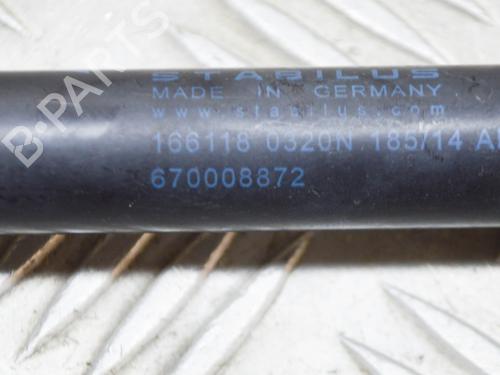 B-PARTS
STABILUS
MADE IN GERMANY
www.stabilus.com
166118 0320N 185/14
670008872